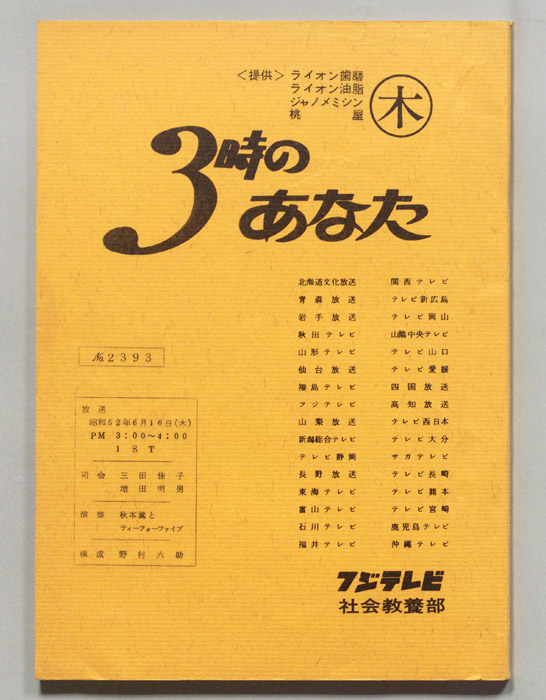 ＜提供＞ ライオン歯磨
ライオン油脂
ジャノメミシン
桃屋
木
3時の
あなた
北海道文化放送 関西テレビ
青森放送 テレビ新広島
岩手放送 テレビ岡山
秋田テレビ 山陰中央テレビ
山形テレビ テレビ山口
仙台放送 テレビ愛媛
福島テレビ 四国放送
フジテレビ 高知放送
山梨放送 テレビ西日本
新潟総合テレビ テレビ大分
テレビ静岡 サガテレビ
長野放送 テレビ長崎
東海テレビ テレビ熊本
富山テレビ テレビ宮崎
石川テレビ 鹿児島テレビ
福井テレビ 沖縄テレビ
№2393
放送
昭和52年6月16日(木)
PM 3:00〜4:00
1ST
司会 三田佳子
増田明男
演奏 秋本薫と
ティーフォーファイブ
構成 野村六助
フジテレビ
社会教養部